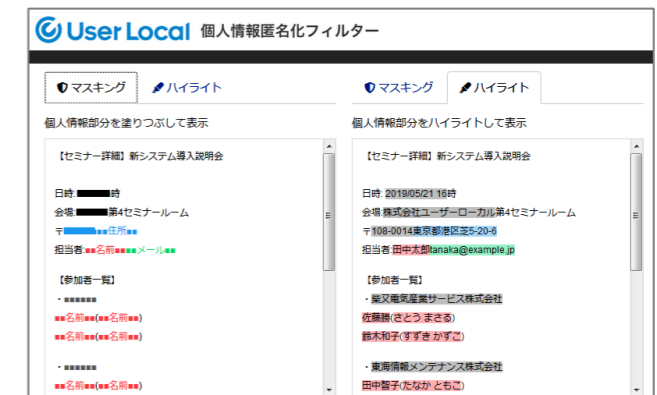 User Local 個人情報匿名化フィルター
マスキング ハイライト
個人情報部分を塗りつぶして表示
【セミナー詳細】新システム導入説明会
日時:■■■■■時
会場:■■■■■第4セミナールーム
〒■■■■■■■住所■■
担当者:■■名前■■■■メール■■
【参加者一覧】
・■■■■■■
■■名前■■(■■名前■■)
■■名前■■(■■名前■■)
・■■■■■■
■■名前■■(■■名前■■)
マスキング ハイライト
個人情報部分をハイライトして表示
【セミナー詳細】新システム導入説明会
日時: 2019/05/21 16時
会場:株式会社ユーザーローカル第4セミナールーム
〒108-0014東京都港区芝5-20-6
担当者:田中太郎tanaka@example.jp
【参加者一覧】
・柴又電気産業サービス株式会社
佐藤勝(さとう まさる)
鈴木和子(すずき かずこ)
・東海情報メンテナンス株式会社
田中智子(たなか ともこ)